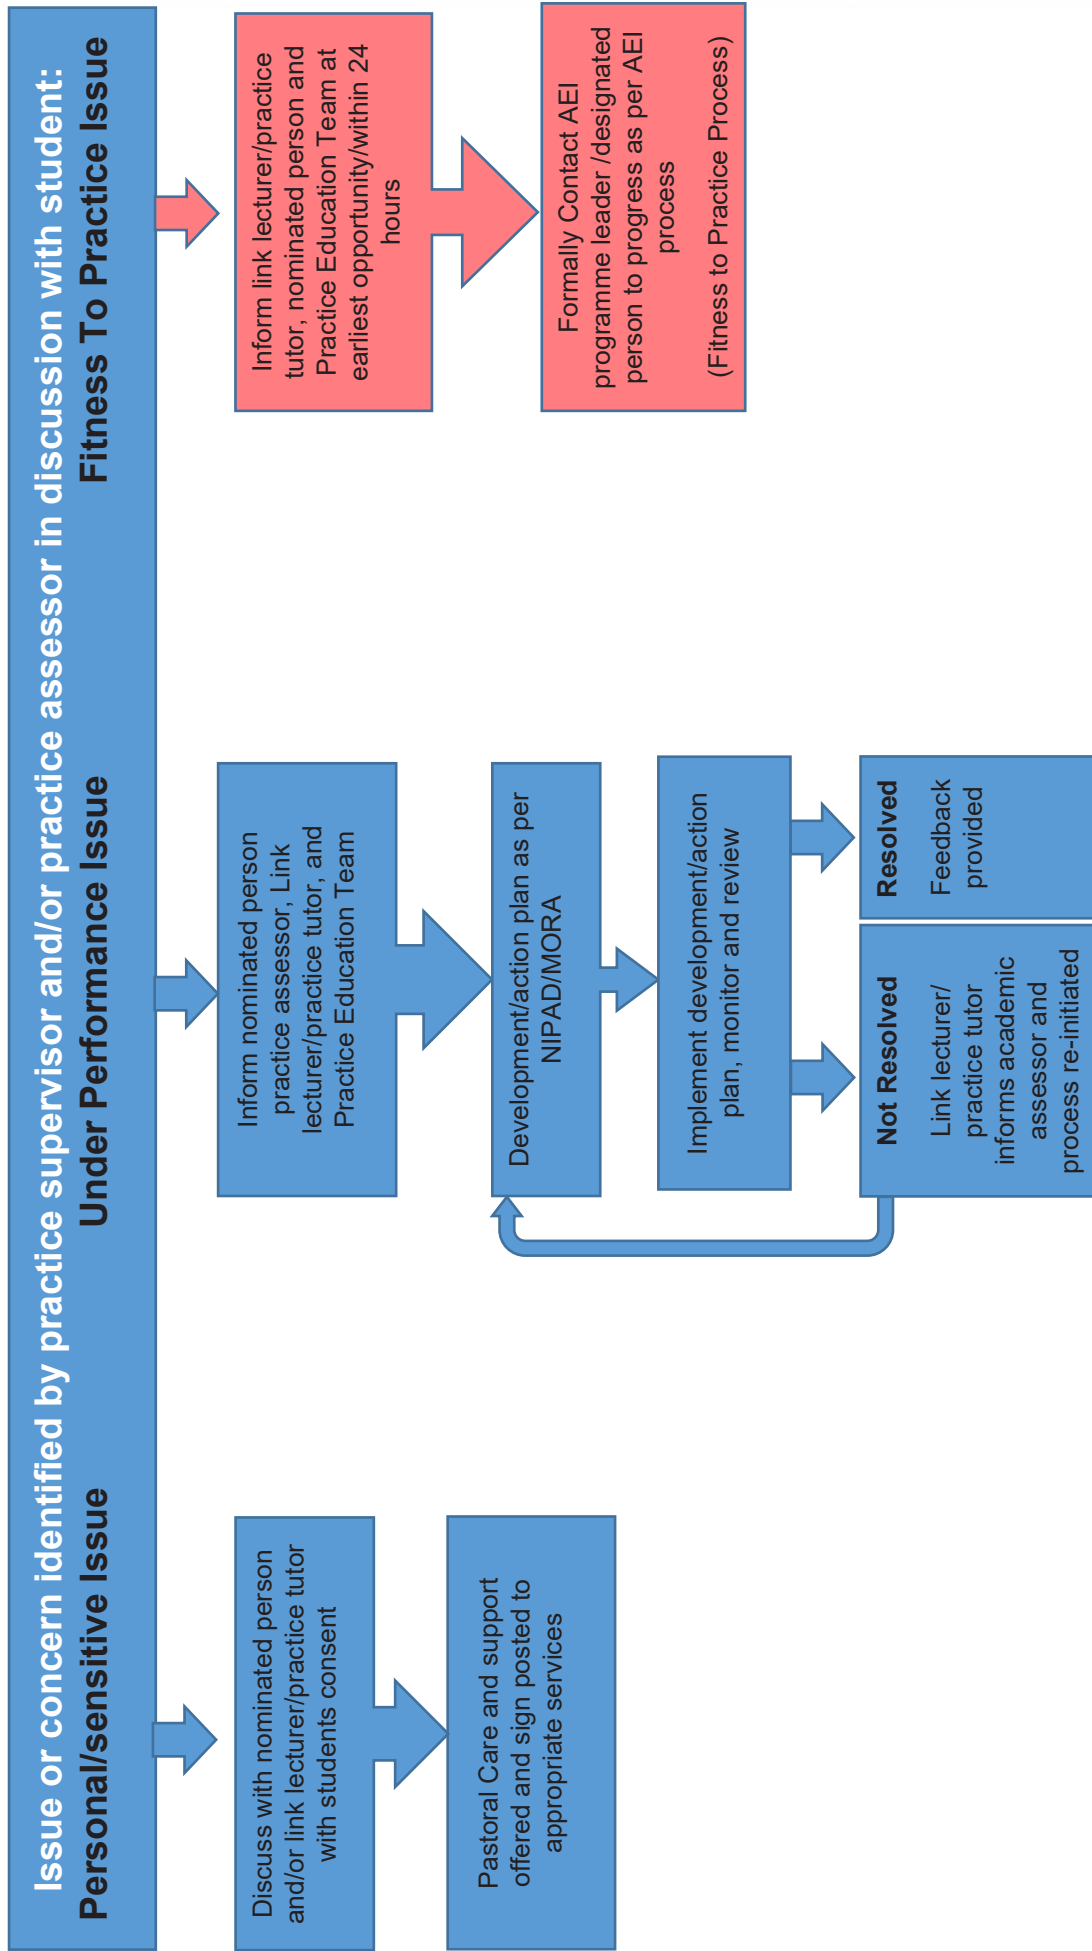 Issue or concern identified by practice supervisor and/or practice assessor in discussion with student:
Personal/sensitive Issue
Under Performance Issue
Fitness To Practice Issue
Discuss with nominated person
and/or link lecturer/practice tutor
with students consent
Pastoral Care and support
offered and sign posted to
appropriate services
Inform nominated person
practice assessor, Link
lecturer/practice tutor, and
Practice Education Team
Development/action plan as per
NIPAD/MORA
Implement development/action
plan, monitor and review
Not Resolved
Link lecturer/
practice tutor
informs academic
assessor and
process re-initiated
Resolved
Feedback
provided
Inform link lecturer/practice
tutor, nominated person and
Practice Education Team at
earliest opportunity/within 24
hours
Formally Contact AEI
programme leader /designated
person to progress as per AEI
process
(Fitness to Practice Process)